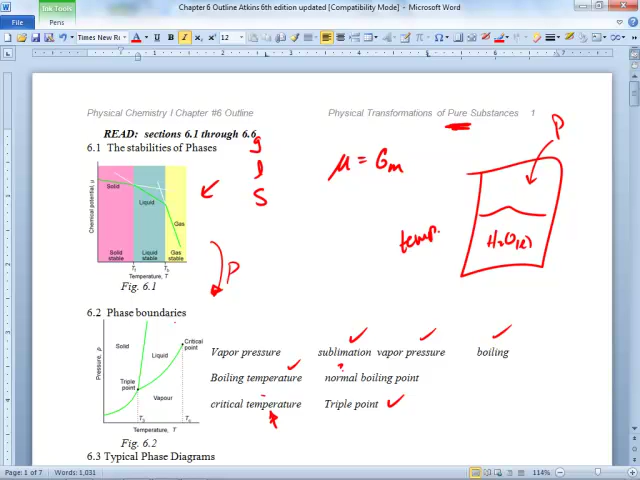 Ink Tools
Chapter 6 Outline Atkins 6th edition updated [Compatibility Mode] - Microsoft Word
File
Pens
Times New Ro
12
Physical Chemistry I Chapter #6 Outline
Physical Transformations of Pure Substances 1
READ: sections 6.1 through 6.6
6.1 The stabilities of Phases
g
l
S
μ = Gm
P
temp.
H2O(l)
Chemical potential, μ
Solid
Liquid
Gas
Solid stable
Liquid stable
Gas stable
Tf
Tb
Temperature, T
Fig. 6.1
P
6.2 Phase boundaries
Pressure, p
Solid
Liquid
Critical point
Triple point
Vapour
T3
Tc
Temperature, T
Fig. 6.2
Vapor pressure sublimation vapor pressure boiling
Boiling temperature normal boiling point
?
critical temperature Triple point
6.3 Typical Phase Diagrams
Page: 1 of 7
Words: 1,031
114%